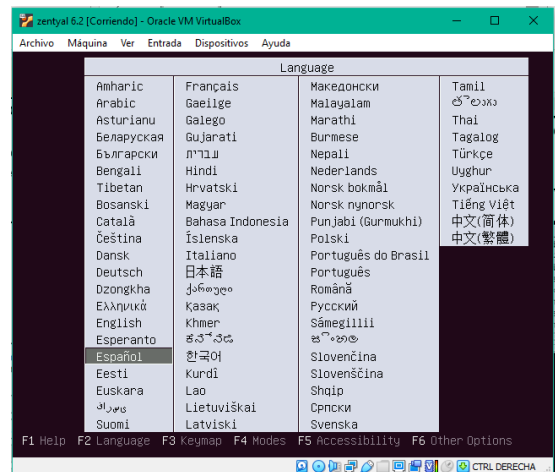 zentyal 6.2 [Corriendo] - Oracle VM VirtualBox
Archivo Máquina Ver Entrada Dispositivos Ayuda
Language
Amharic
Arabic
Asturianu
Беларуская
Български
Bengali
Tibetan
Bosanski
Català
Čeština
Dansk
Deutsch
Dzongkha
Ελληνικά
English
Esperanto
Español
Eesti
Euskara
Suomi
Français
Gaeilge
Galego
Gujarati
עברית
Hindi
Hrvatski
Magyar
Bahasa Indonesia
Íslenska
Italiano
日本語
ქართული
Қазақ
Khmer
ಕನ್ನಡ
한국어
Kurdî
Lao
Lietuviškai
Latviski
Македонски
Malayalam
Marathi
Burmese
Nepali
Nederlands
Norsk bokmål
Norsk nynorsk
Punjabi (Gurmukhi)
Polski
Português do Brasil
Português
Română
Русский
Sámegillii
Slovenčina
Slovenščina
Shqip
Српски
Svenska
Tamil
Thai
Tagalog
Türkçe
Uyghur
Українська
Tiếng Việt
中文(简体)
中文(繁體)
F1 Help F2 Language F3 Keymap F4 Modes F5 Accessibility F6 Other Options
CTRL DERECHA